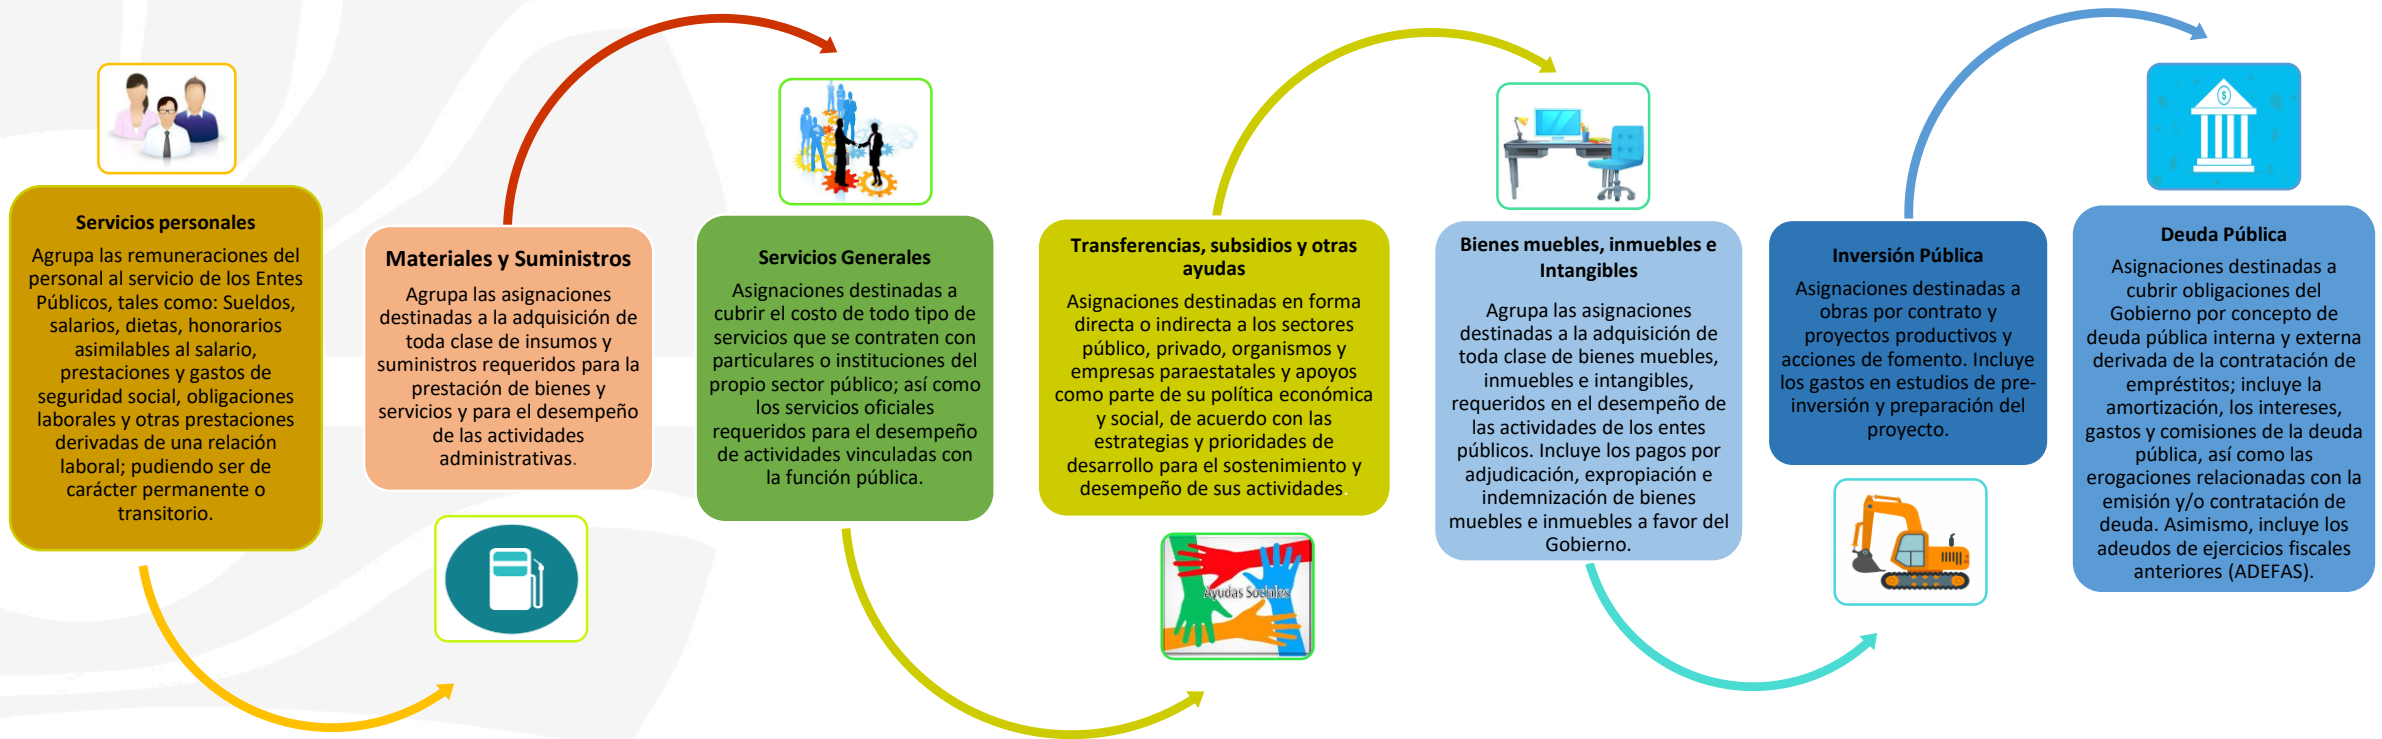 Servicios personales
Agrupa las remuneraciones del
personal al servicio de los Entes
Públicos, tales como: Sueldos,
salarios, dietas, honorarios
asimilables al salario,
prestaciones y gastos de
seguridad social, obligaciones
laborales y otras prestaciones
derivadas de una relación
laboral; pudiendo ser de
carácter permanente o
transitorio.
Materiales y Suministros
Agrupa las asignaciones
destinadas a la adquisición de
toda clase de insumos y
suministros requeridos para la
prestación de bienes y
servicios y para el desempeño
de las actividades
administrativas.
Servicios Generales
Asignaciones destinadas a
cubrir el costo de todo tipo de
servicios que se contraten con
particulares o instituciones del
propio sector público; así como
los servicios oficiales
requeridos para el desempeño
de actividades vinculadas con
la función pública.
Transferencias, subsidios y otras
ayudas
Asignaciones destinadas en forma
directa o indirecta a los sectores
público, privado, organismos y
empresas paraestatales y apoyos
como parte de su política económica
y social, de acuerdo con las
estrategias y prioridades de
desarrollo para el sostenimiento y
desempeño de sus actividades.
Ayudas Sociales
Bienes muebles, inmuebles e
Intangibles
Agrupa las asignaciones
destinadas a la adquisición de
toda clase de bienes muebles,
inmuebles e intangibles,
requeridos en el desempeño de
las actividades de los entes
públicos. Incluye los pagos por
adjudicación, expropiación e
indemnización de bienes
muebles e inmuebles a favor del
Gobierno.
Inversión Pública
Asignaciones destinadas a
obras por contrato y
proyectos productivos y
acciones de fomento. Incluye
los gastos en estudios de pre-
inversión y preparación del
proyecto.
$
Deuda Pública
Asignaciones destinadas a
cubrir obligaciones del
Gobierno por concepto de
deuda pública interna y externa
derivada de la contratación de
empréstitos; incluye la
amortización, los intereses,
gastos y comisiones de la deuda
pública, así como las
erogaciones relacionadas con la
emisión y/o contratación de
deuda. Asimismo, incluye los
adeudos de ejercicios fiscales
anteriores (ADEFAS).